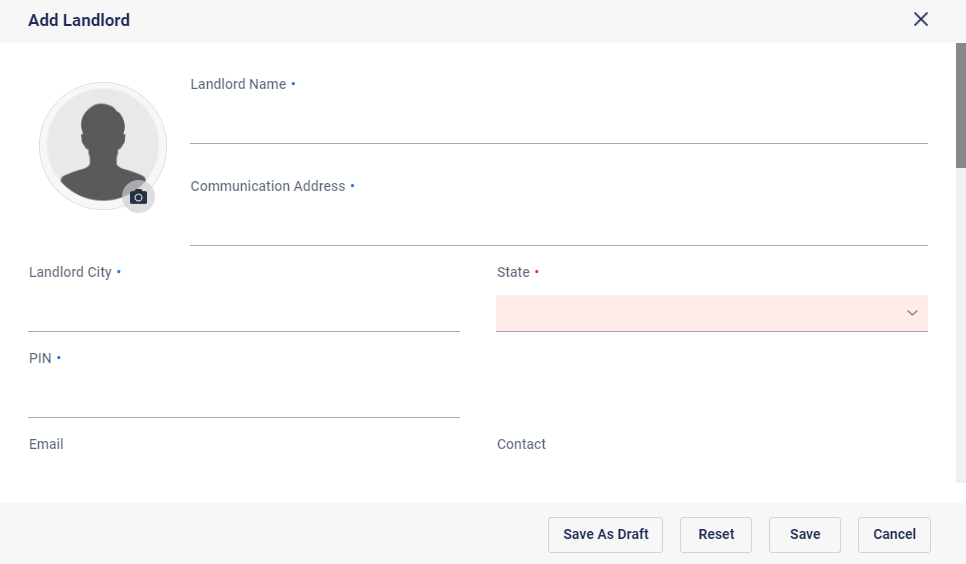 Add Landlord
Landlord Name •
Communication Address •
Landlord City •
State •
PIN •
Email
Contact
Save As Draft
Reset
Save
Cancel